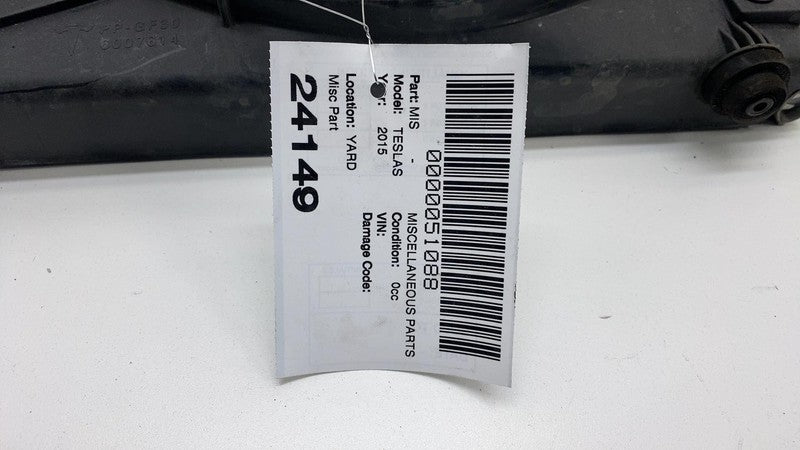 0000051088
Part: MIS - MISCELLANEOUS PARTS
Model: TESLAS Condition: 0cc
Year: 2015 VIN:
Damage Code:
Location: YARD
Misc Part
24149
6007614